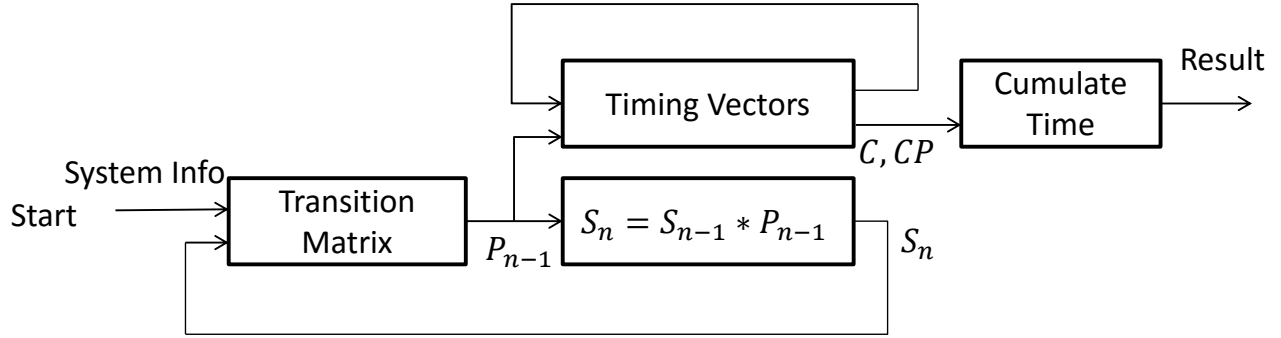 Timing Vectors
Cumulate
Time
Result
C, CP
System Info
Start
Transition
Matrix
P_{n-1}
S_n = S_{n-1} * P_{n-1}
S_n